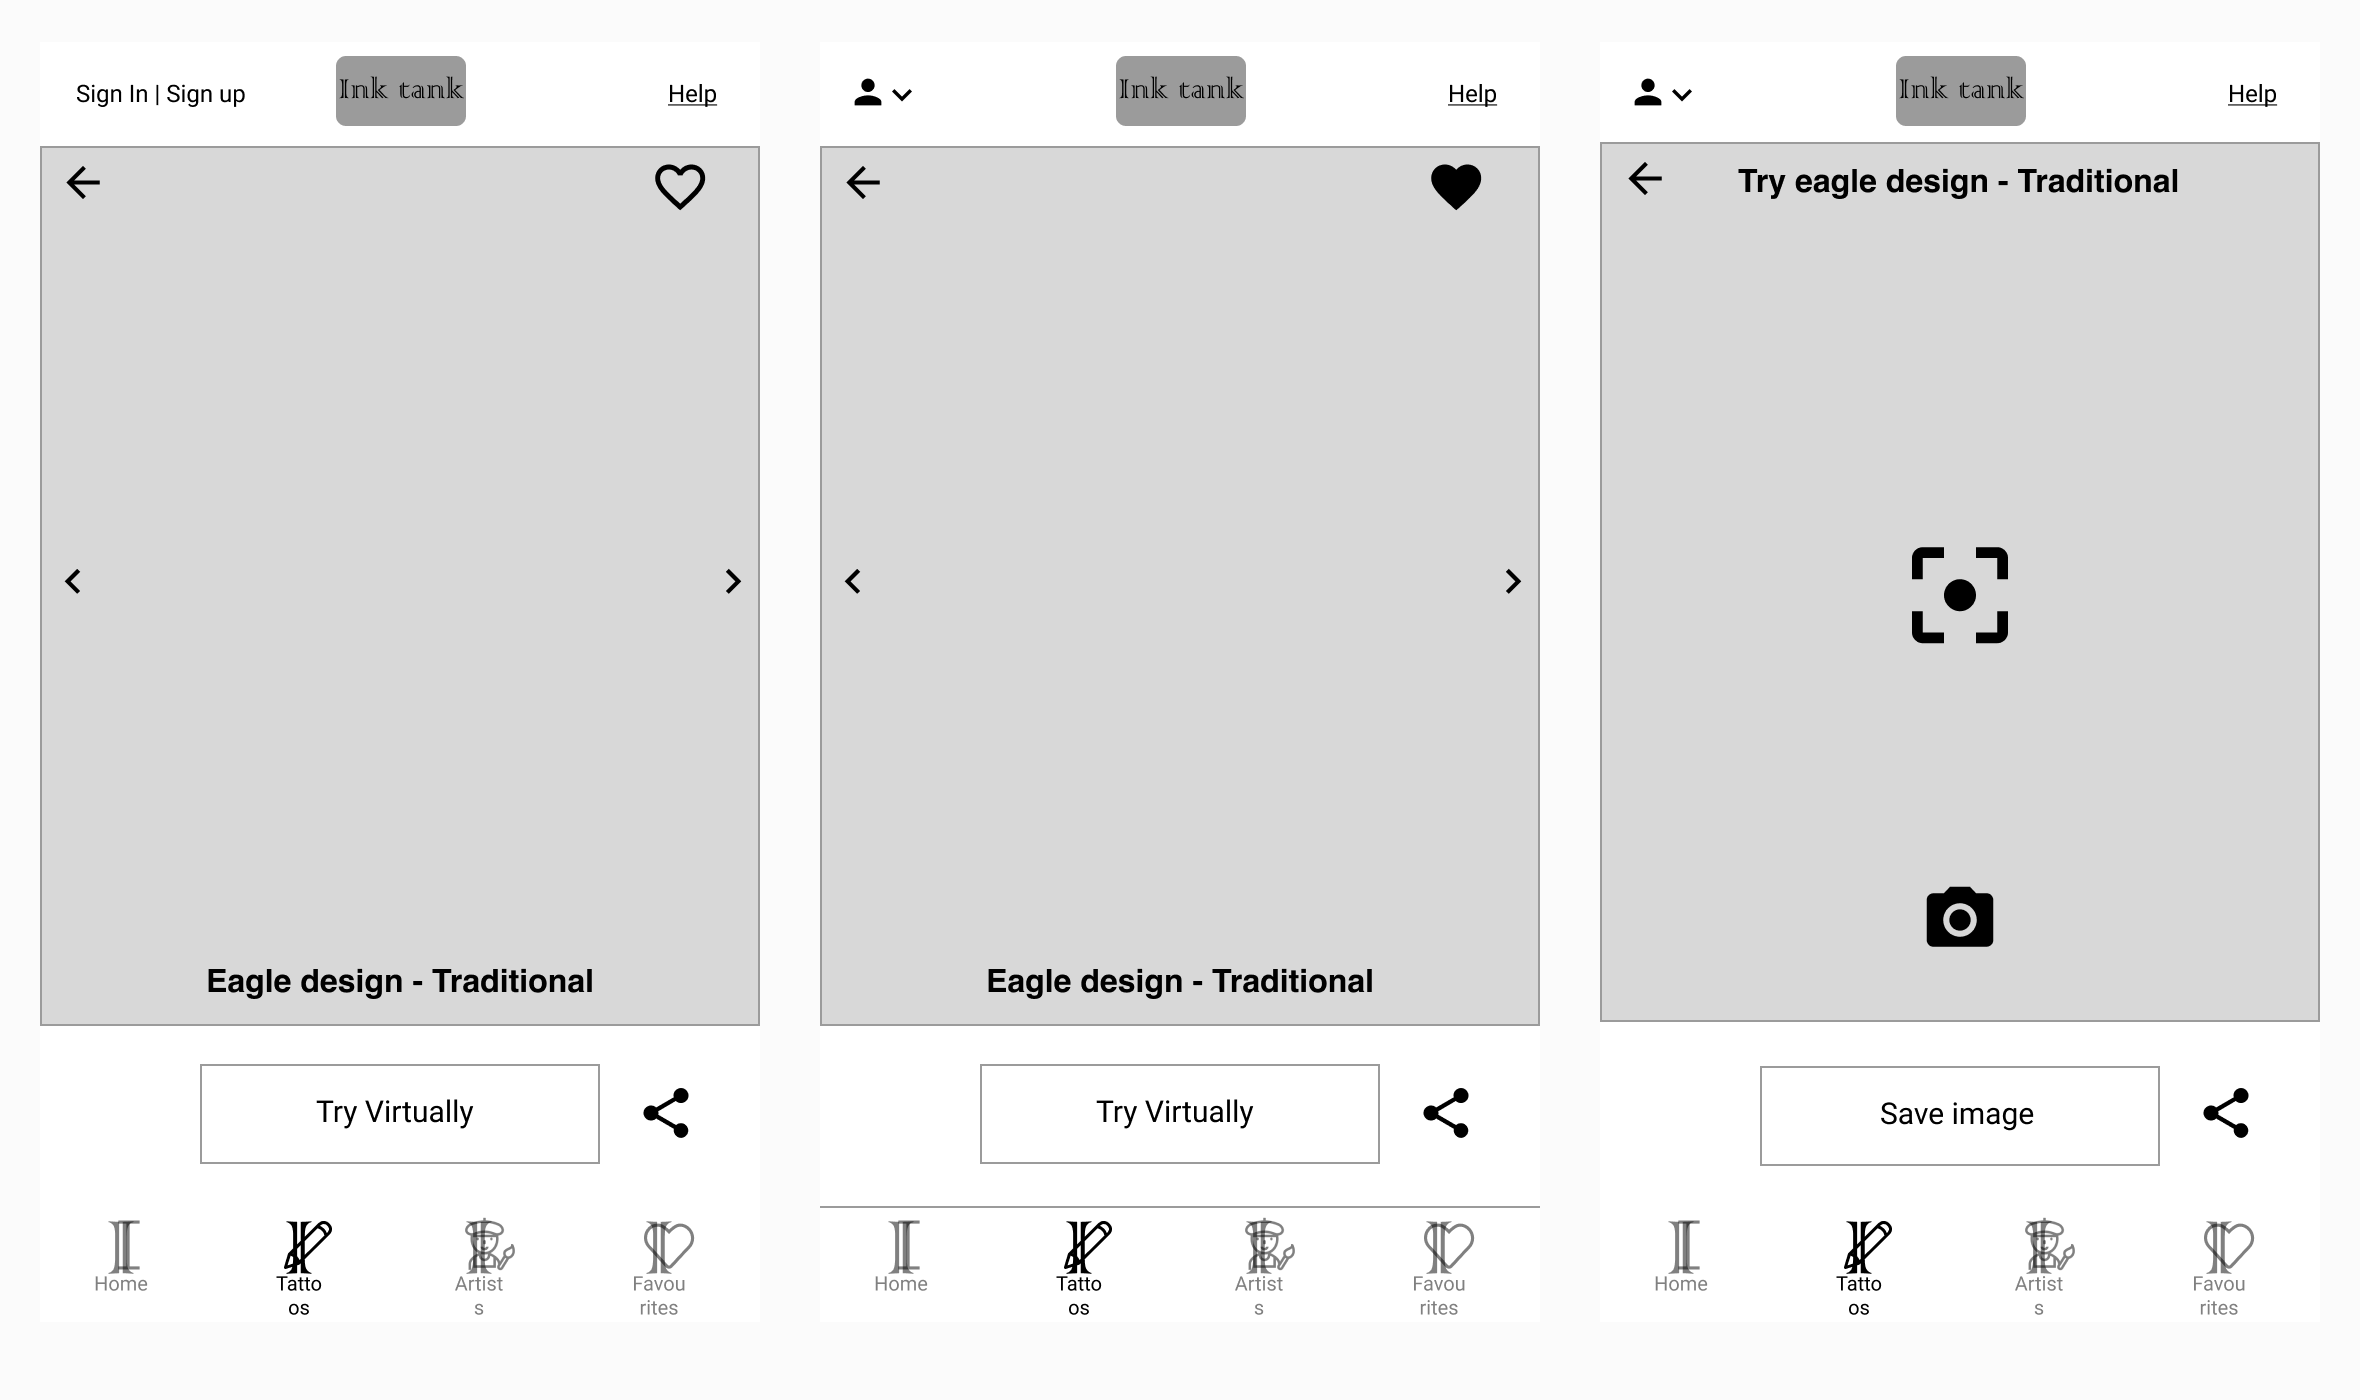 Sign In | Sign up
Ink tank
Help
Eagle design - Traditional
Try Virtually
Home
Tatto
os
Artist
s
Favou
rites
Ink tank
Help
Eagle design - Traditional
Try Virtually
Home
Tatto
os
Artist
s
Favou
rites
Ink tank
Help
Try eagle design - Traditional
Save image
Home
Tatto
os
Artist
s
Favou
rites